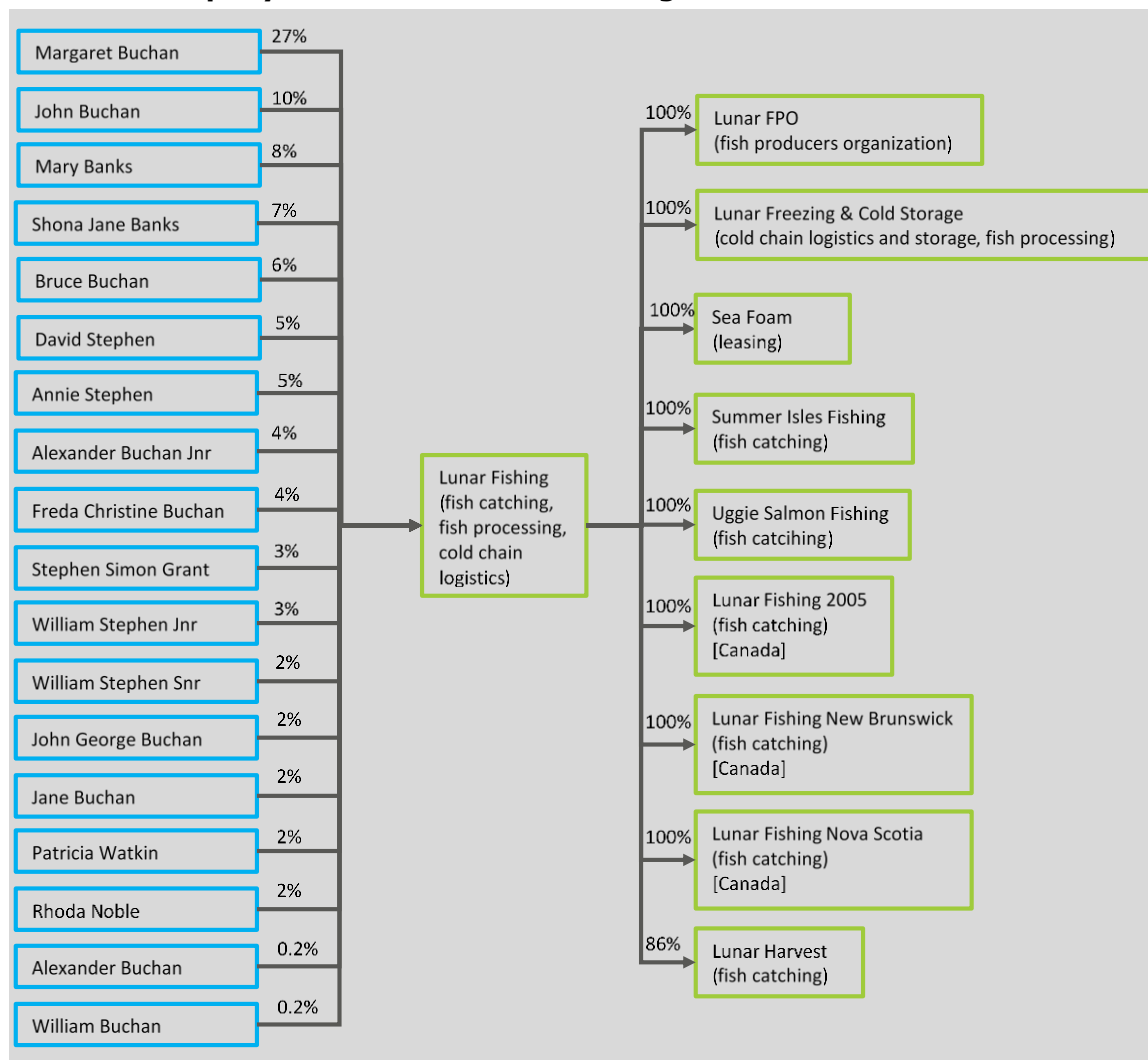 Margaret Buchan
27%
John Buchan
10%
Mary Banks
8%
Shona Jane Banks
7%
Bruce Buchan
6%
David Stephen
5%
Annie Stephen
5%
Alexander Buchan Jnr
4%
Freda Christine Buchan
4%
Stephen Simon Grant
3%
William Stephen Jnr
3%
William Stephen Snr
2%
John George Buchan
2%
Jane Buchan
2%
Patricia Watkin
2%
Rhoda Noble
2%
Alexander Buchan
0.2%
William Buchan
0.2%
Lunar Fishing
(fish catching,
fish processing,
cold chain
logistics)
100%
Lunar FPO
(fish producers organization)
100%
Lunar Freezing & Cold Storage
(cold chain logistics and storage, fish processing)
100%
Sea Foam
(leasing)
100%
Summer Isles Fishing
(fish catching)
100%
Uggie Salmon Fishing
(fish catcihing)
100%
Lunar Fishing 2005
(fish catching)
[Canada]
100%
Lunar Fishing New Brunswick
(fish catching)
[Canada]
100%
Lunar Fishing Nova Scotia
(fish catching)
[Canada]
86%
Lunar Harvest
(fish catching)